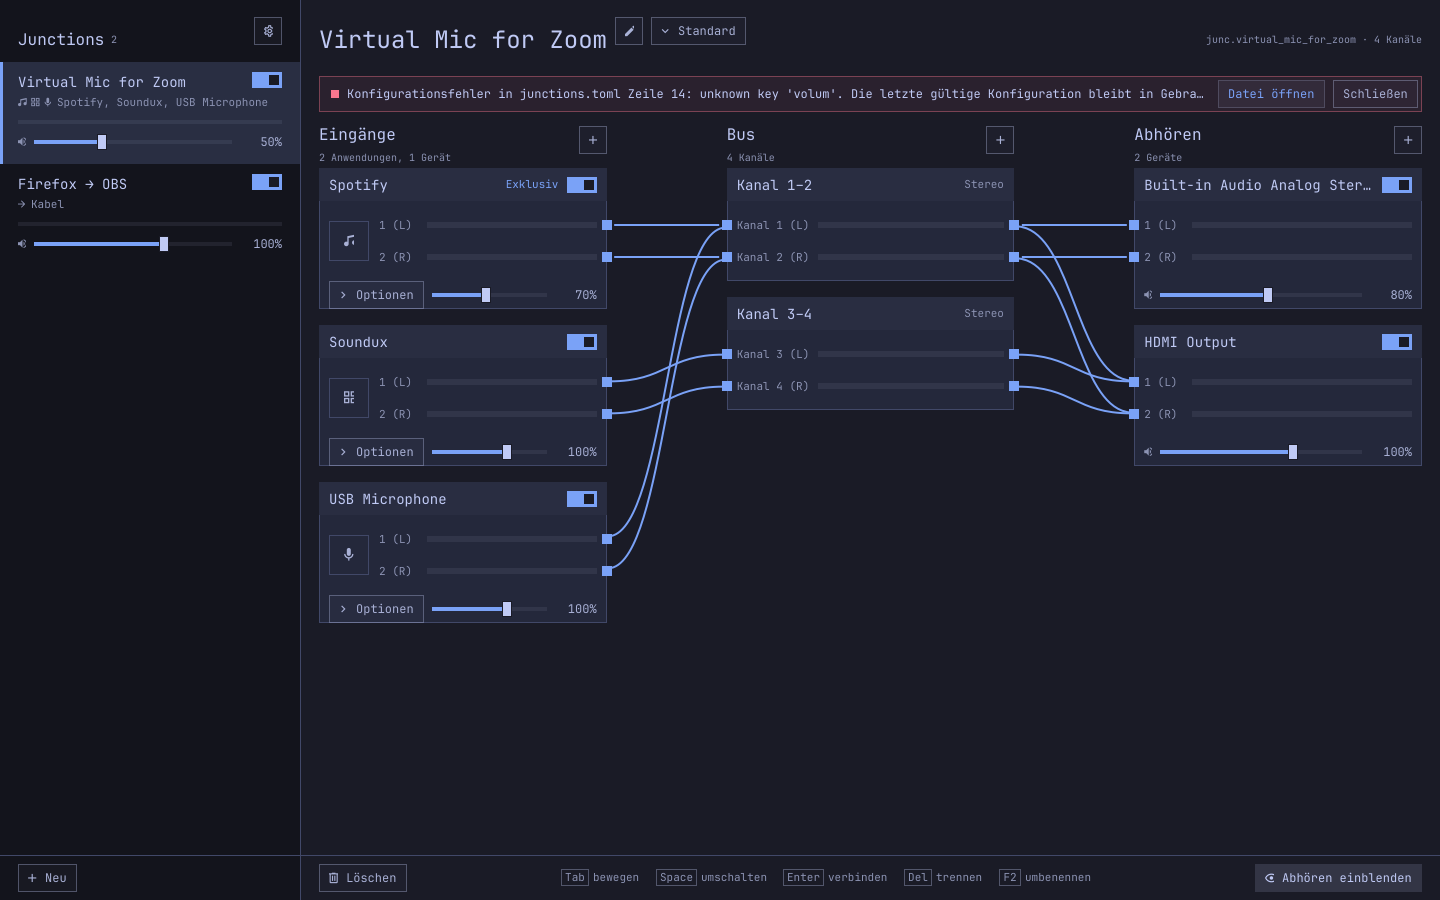 Junctions 2
Virtual Mic for Zoom
Spotify, Soundux, USB Microphone
50%
Firefox → OBS
→ Kabel
100%
+ Neu
Virtual Mic for Zoom
Standard
junc.virtual_mic_for_zoom · 4 Kanäle
Konfigurationsfehler in junctions.toml Zeile 14: unknown key 'volum'. Die letzte gültige Konfiguration bleibt in Gebra…
Datei öffnen
Schließen
Eingänge
2 Anwendungen, 1 Gerät
Spotify
Exklusiv
1 (L)
2 (R)
Optionen
70%
Soundux
1 (L)
2 (R)
Optionen
100%
USB Microphone
1 (L)
2 (R)
Optionen
100%
Bus
4 Kanäle
Kanal 1–2
Stereo
Kanal 1 (L)
Kanal 2 (R)
Kanal 3–4
Stereo
Kanal 3 (L)
Kanal 4 (R)
Abhören
2 Geräte
Built-in Audio Analog Ster…
1 (L)
2 (R)
80%
HDMI Output
1 (L)
2 (R)
100%
Löschen
Tab bewegen
Space umschalten
Enter verbinden
Del trennen
F2 umbenennen
Abhören einblenden